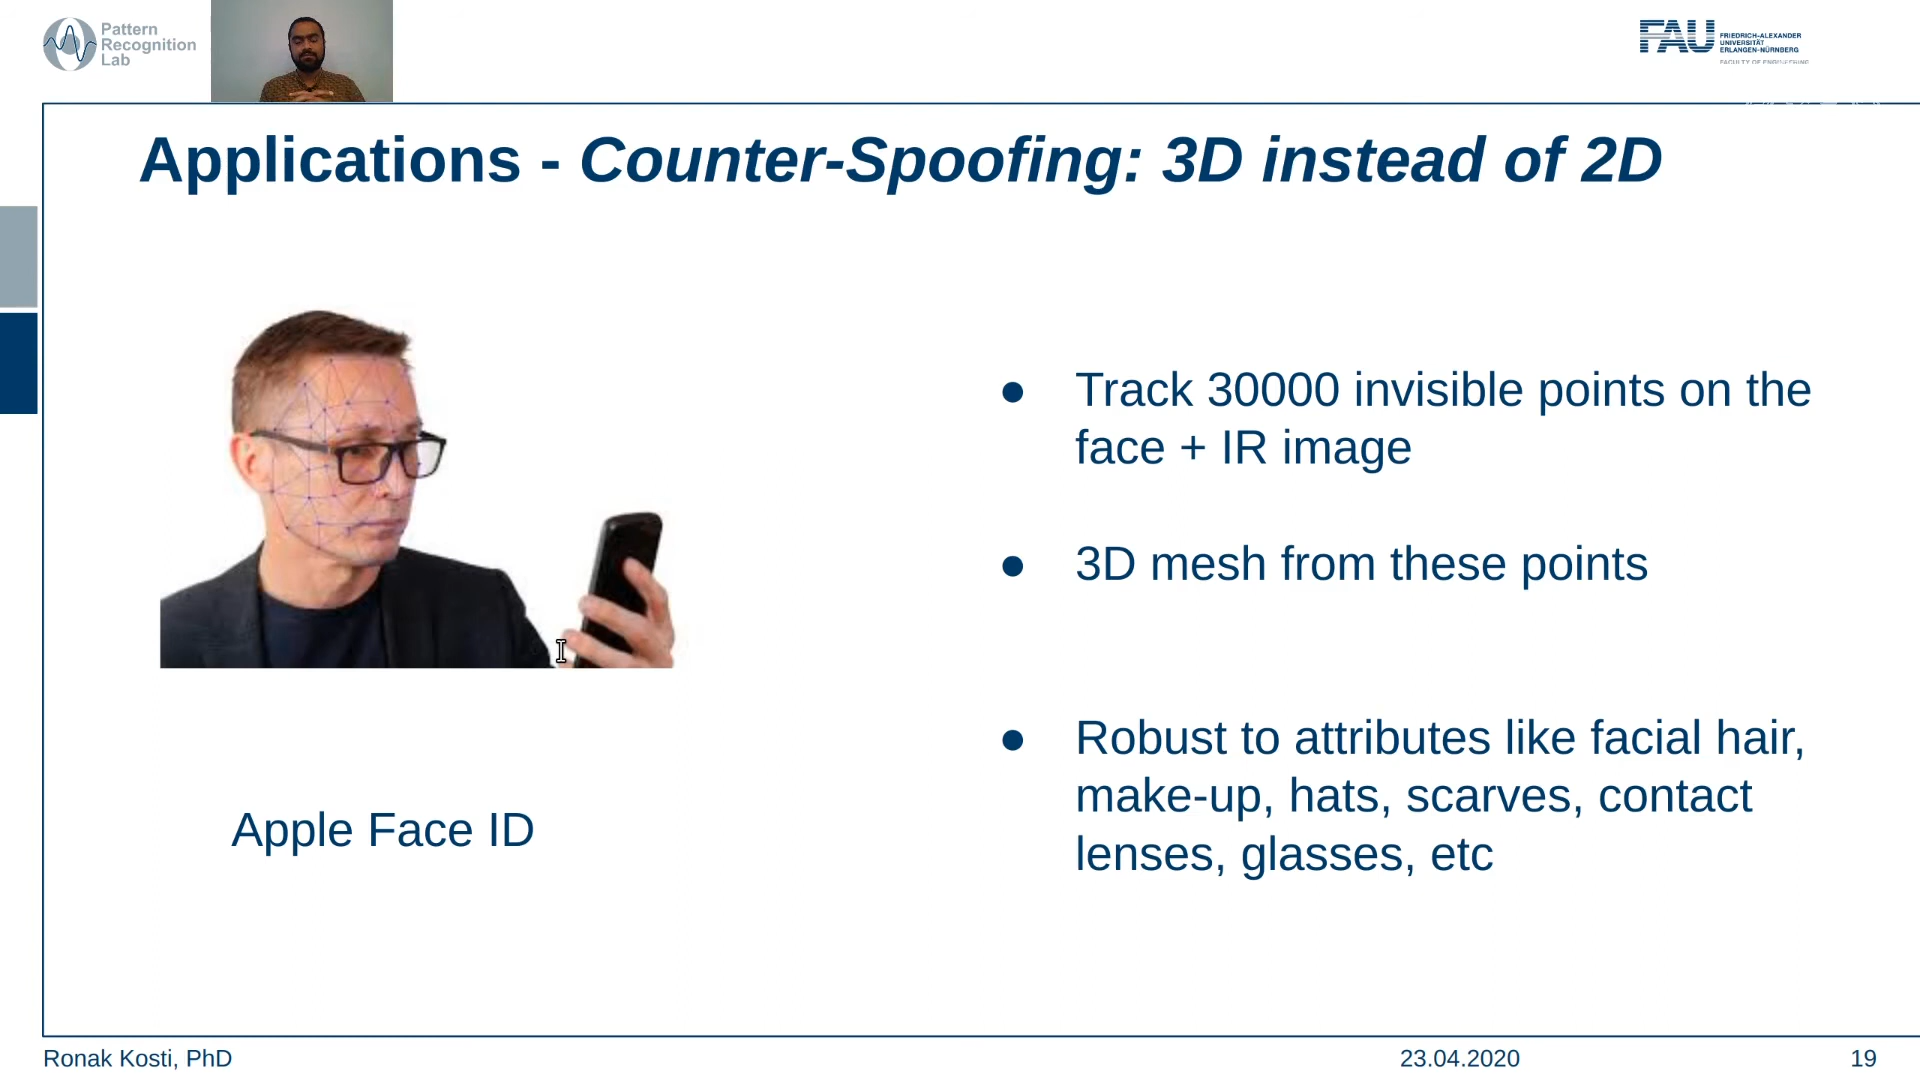 Pattern
Recognition
Lab
FAU
FRIEDRICH-ALEXANDER
UNIVERSITÄT
ERLANGEN-NÜRNBERG
FACULTY OF ENGINEERING
Applications - Counter-Spoofing: 3D instead of 2D
● Track 30000 invisible points on the
face + IR image
● 3D mesh from these points
● Robust to attributes like facial hair,
make-up, hats, scarves, contact
lenses, glasses, etc
Apple Face ID
Ronak Kosti, PhD
23.04.2020
19